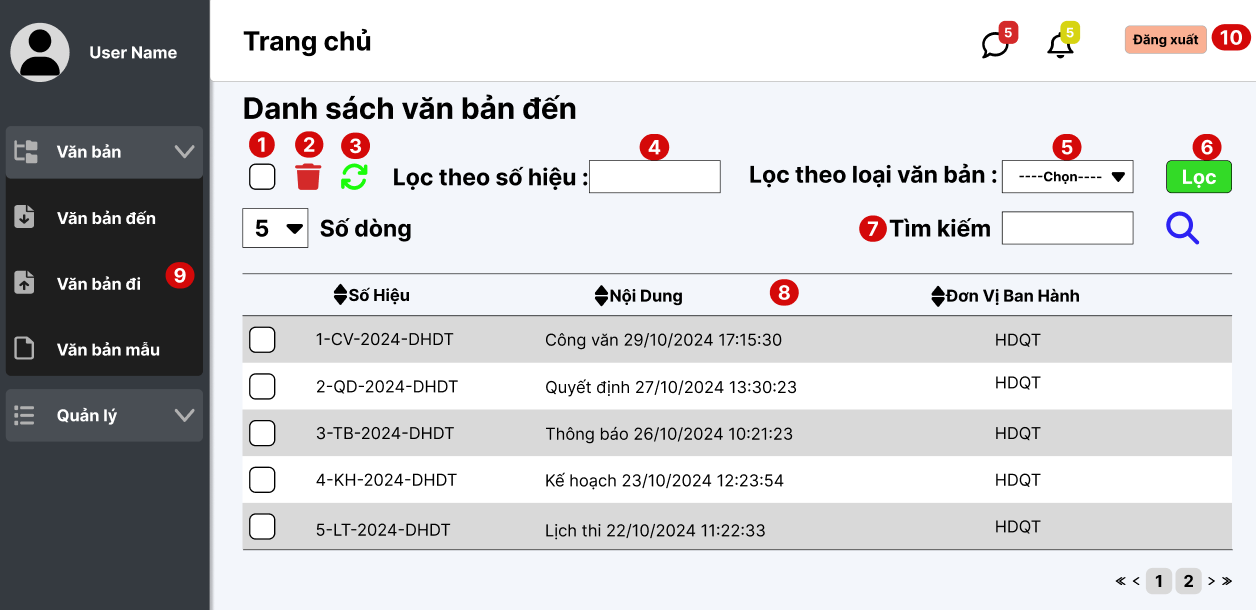 User Name
Trang chủ
5
5
Đăng xuất
10
Danh sách văn bản đến
1
2
3
4
5
6
Lọc theo số hiệu :
Lọc theo loại văn bản :
----Chọn----
Lọc
5
Số dòng
7
Tìm kiếm
Văn bản
Văn bản đến
Văn bản đi
9
Văn bản mẫu
Quản lý
Số Hiệu
Nội Dung
8
Đơn Vị Ban Hành
1-CV-2024-DHDT
Công văn 29/10/2024 17:15:30
HDQT
2-QD-2024-DHDT
Quyết định 27/10/2024 13:30:23
HDQT
3-TB-2024-DHDT
Thông báo 26/10/2024 10:21:23
HDQT
4-KH-2024-DHDT
Kế hoạch 23/10/2024 12:23:54
HDQT
5-LT-2024-DHDT
Lịch thi 22/10/2024 11:22:33
HDQT
« < 1 2 > »